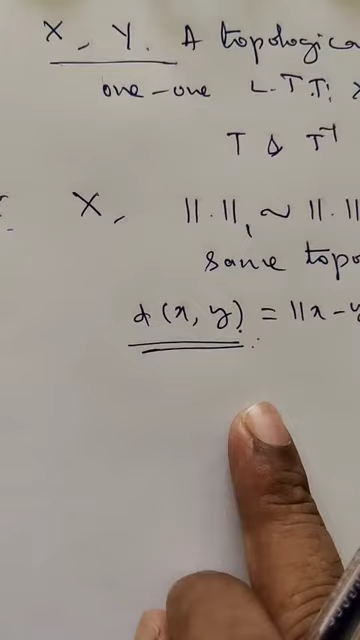 X, Y. A topologica
one-one L.T. T:
T & T⁻¹
X, ||.||₁ ~ ||.||
same topo
d(x, y) = ||x-y